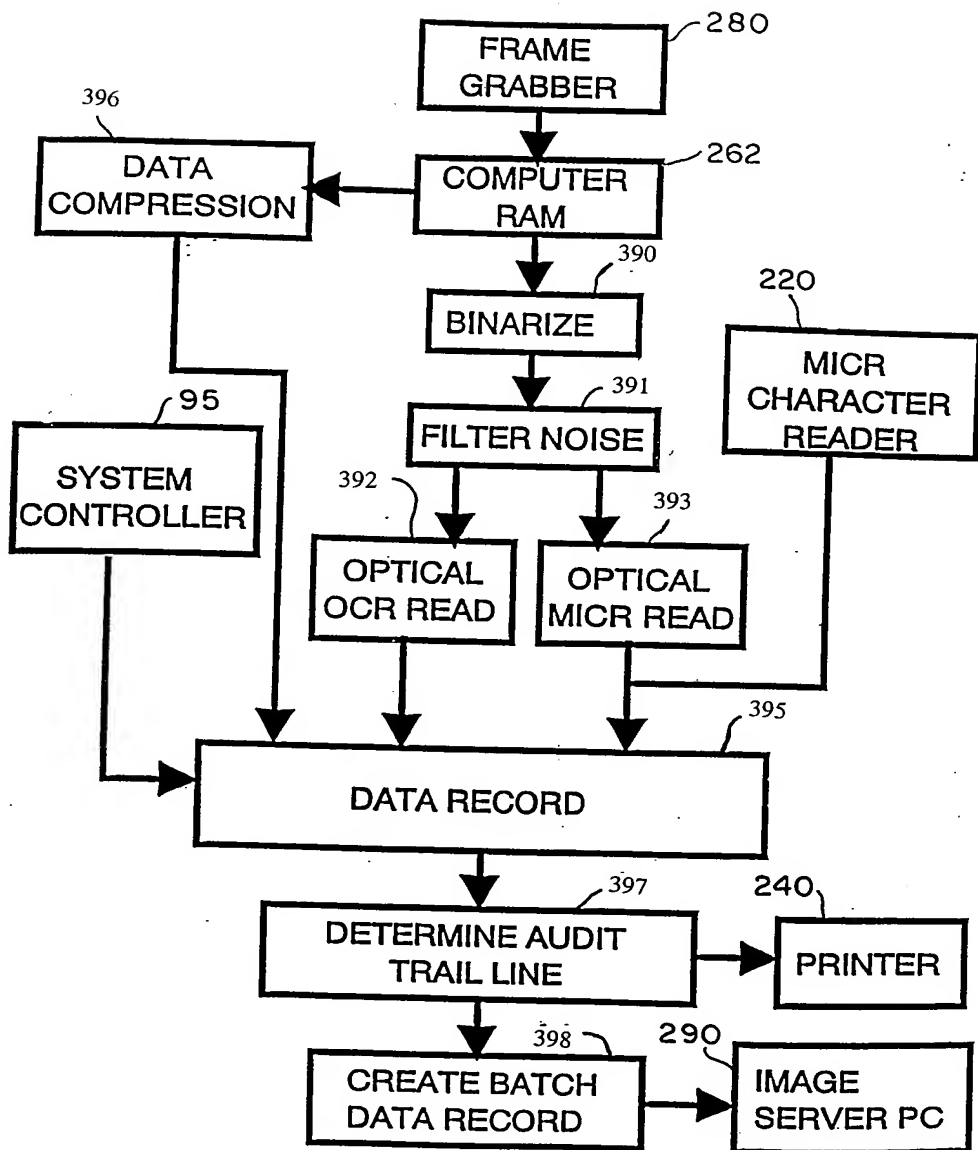 280
FRAME
GRABBER
396
DATA
COMPRESSION
262
COMPUTER
RAM
390
BINARIZE
220
MICR
CHARACTER
READER
391
FILTER NOISE
95
SYSTEM
CONTROLLER
392
OPTICAL
OCR READ
393
OPTICAL
MICR READ
395
DATA RECORD
397
DETERMINE AUDIT
TRAIL LINE
240
PRINTER
398
CREATE BATCH
DATA RECORD
290
IMAGE
SERVER PC